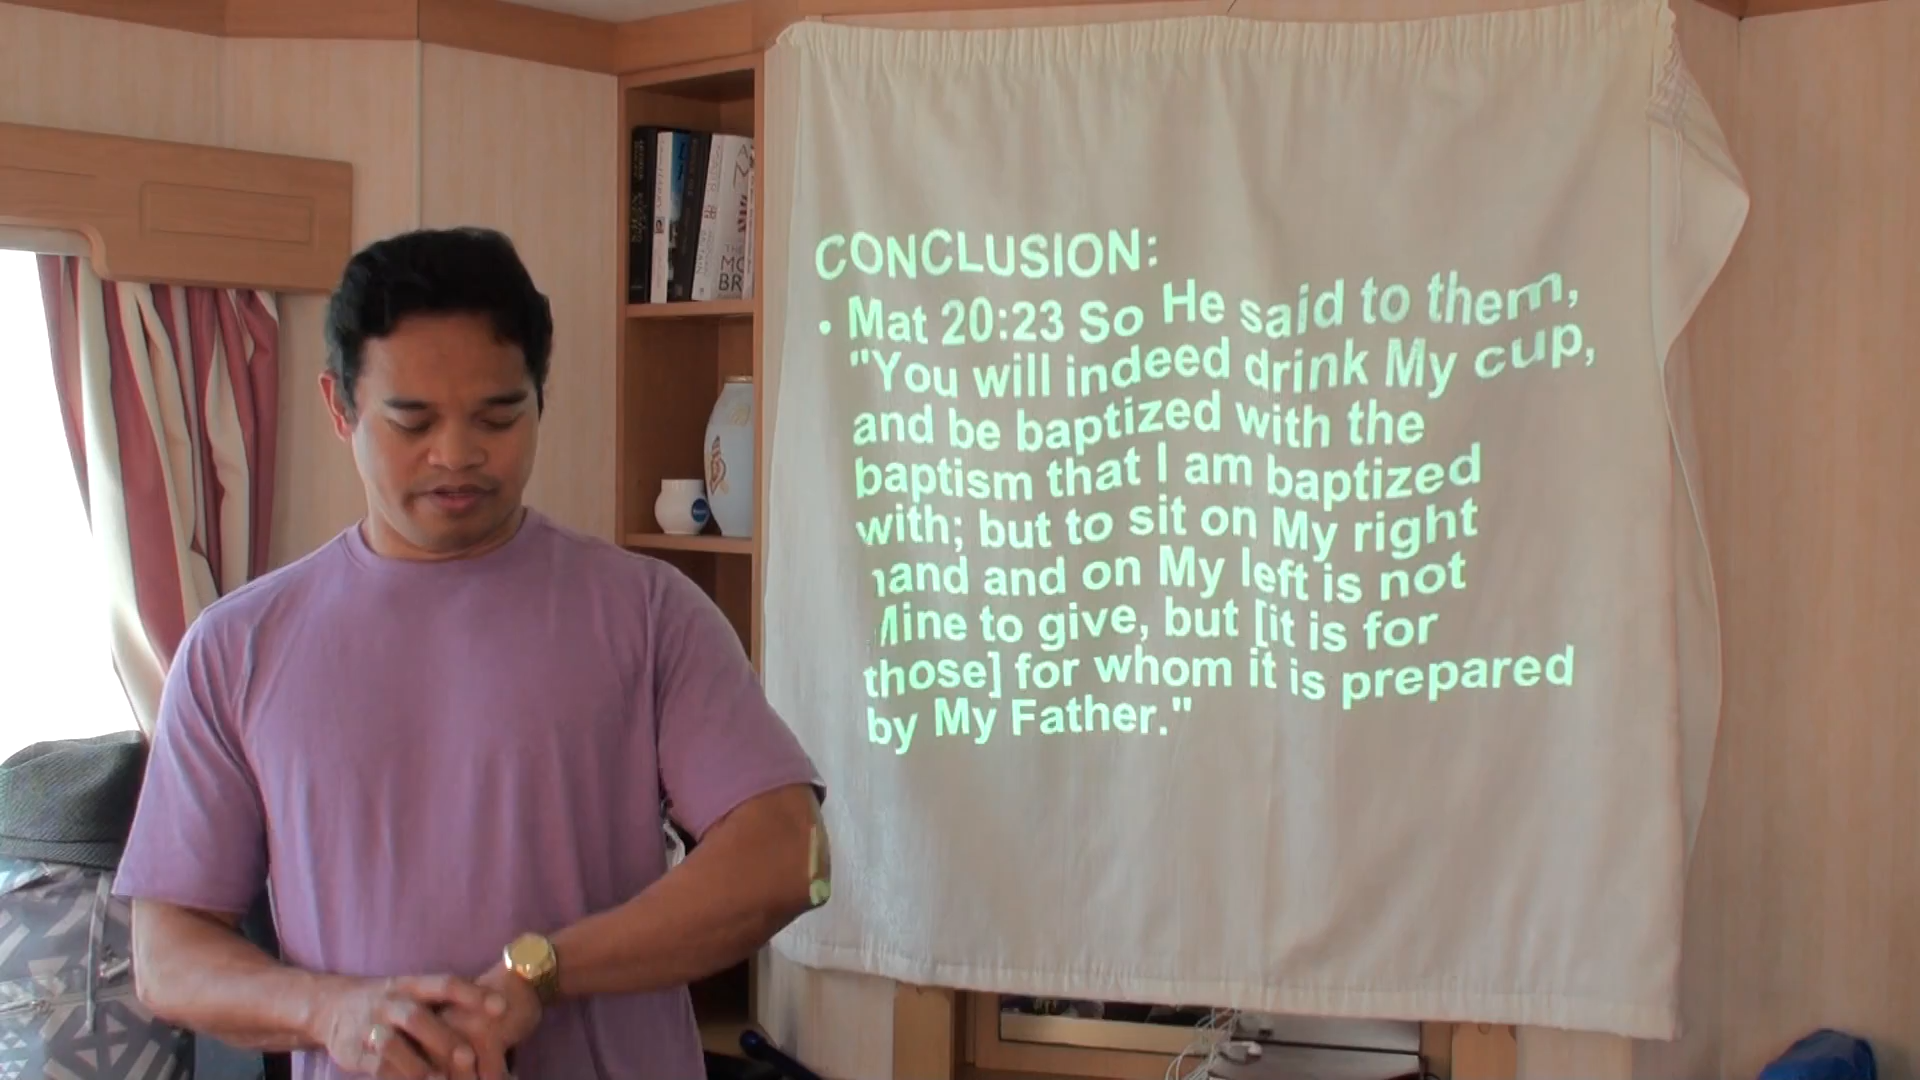 CONCLUSION:
• Mat 20:23 So He said to them,
"You will indeed drink My cup,
and be baptized with the
baptism that I am baptized
with; but to sit on My right
hand and on My left is not
Mine to give, but [it is for
those] for whom it is prepared
by My Father."